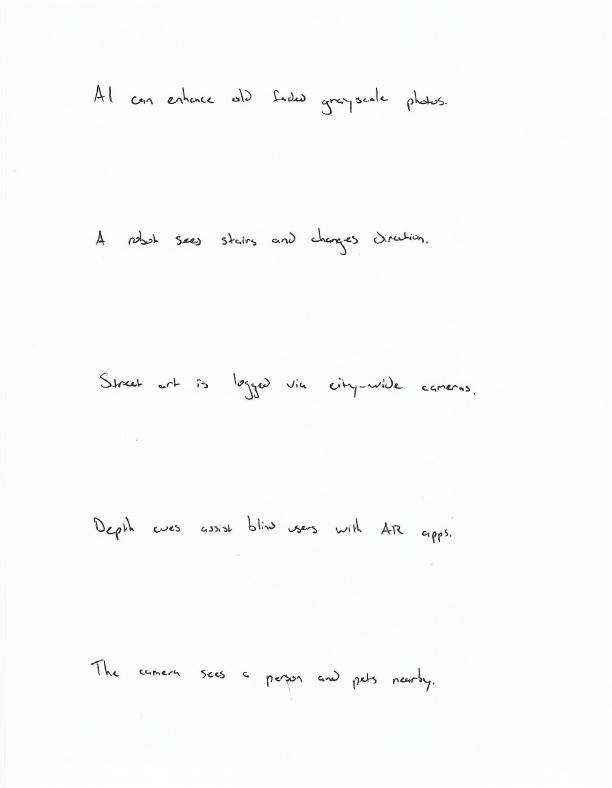 AI can enhance old faded grayscale photos.
A robot sees stairs and changes direction.
Street art is logged via city-wide cameras.
Depth cues assist blind users with AR apps.
The camera sees a person and pets nearby.